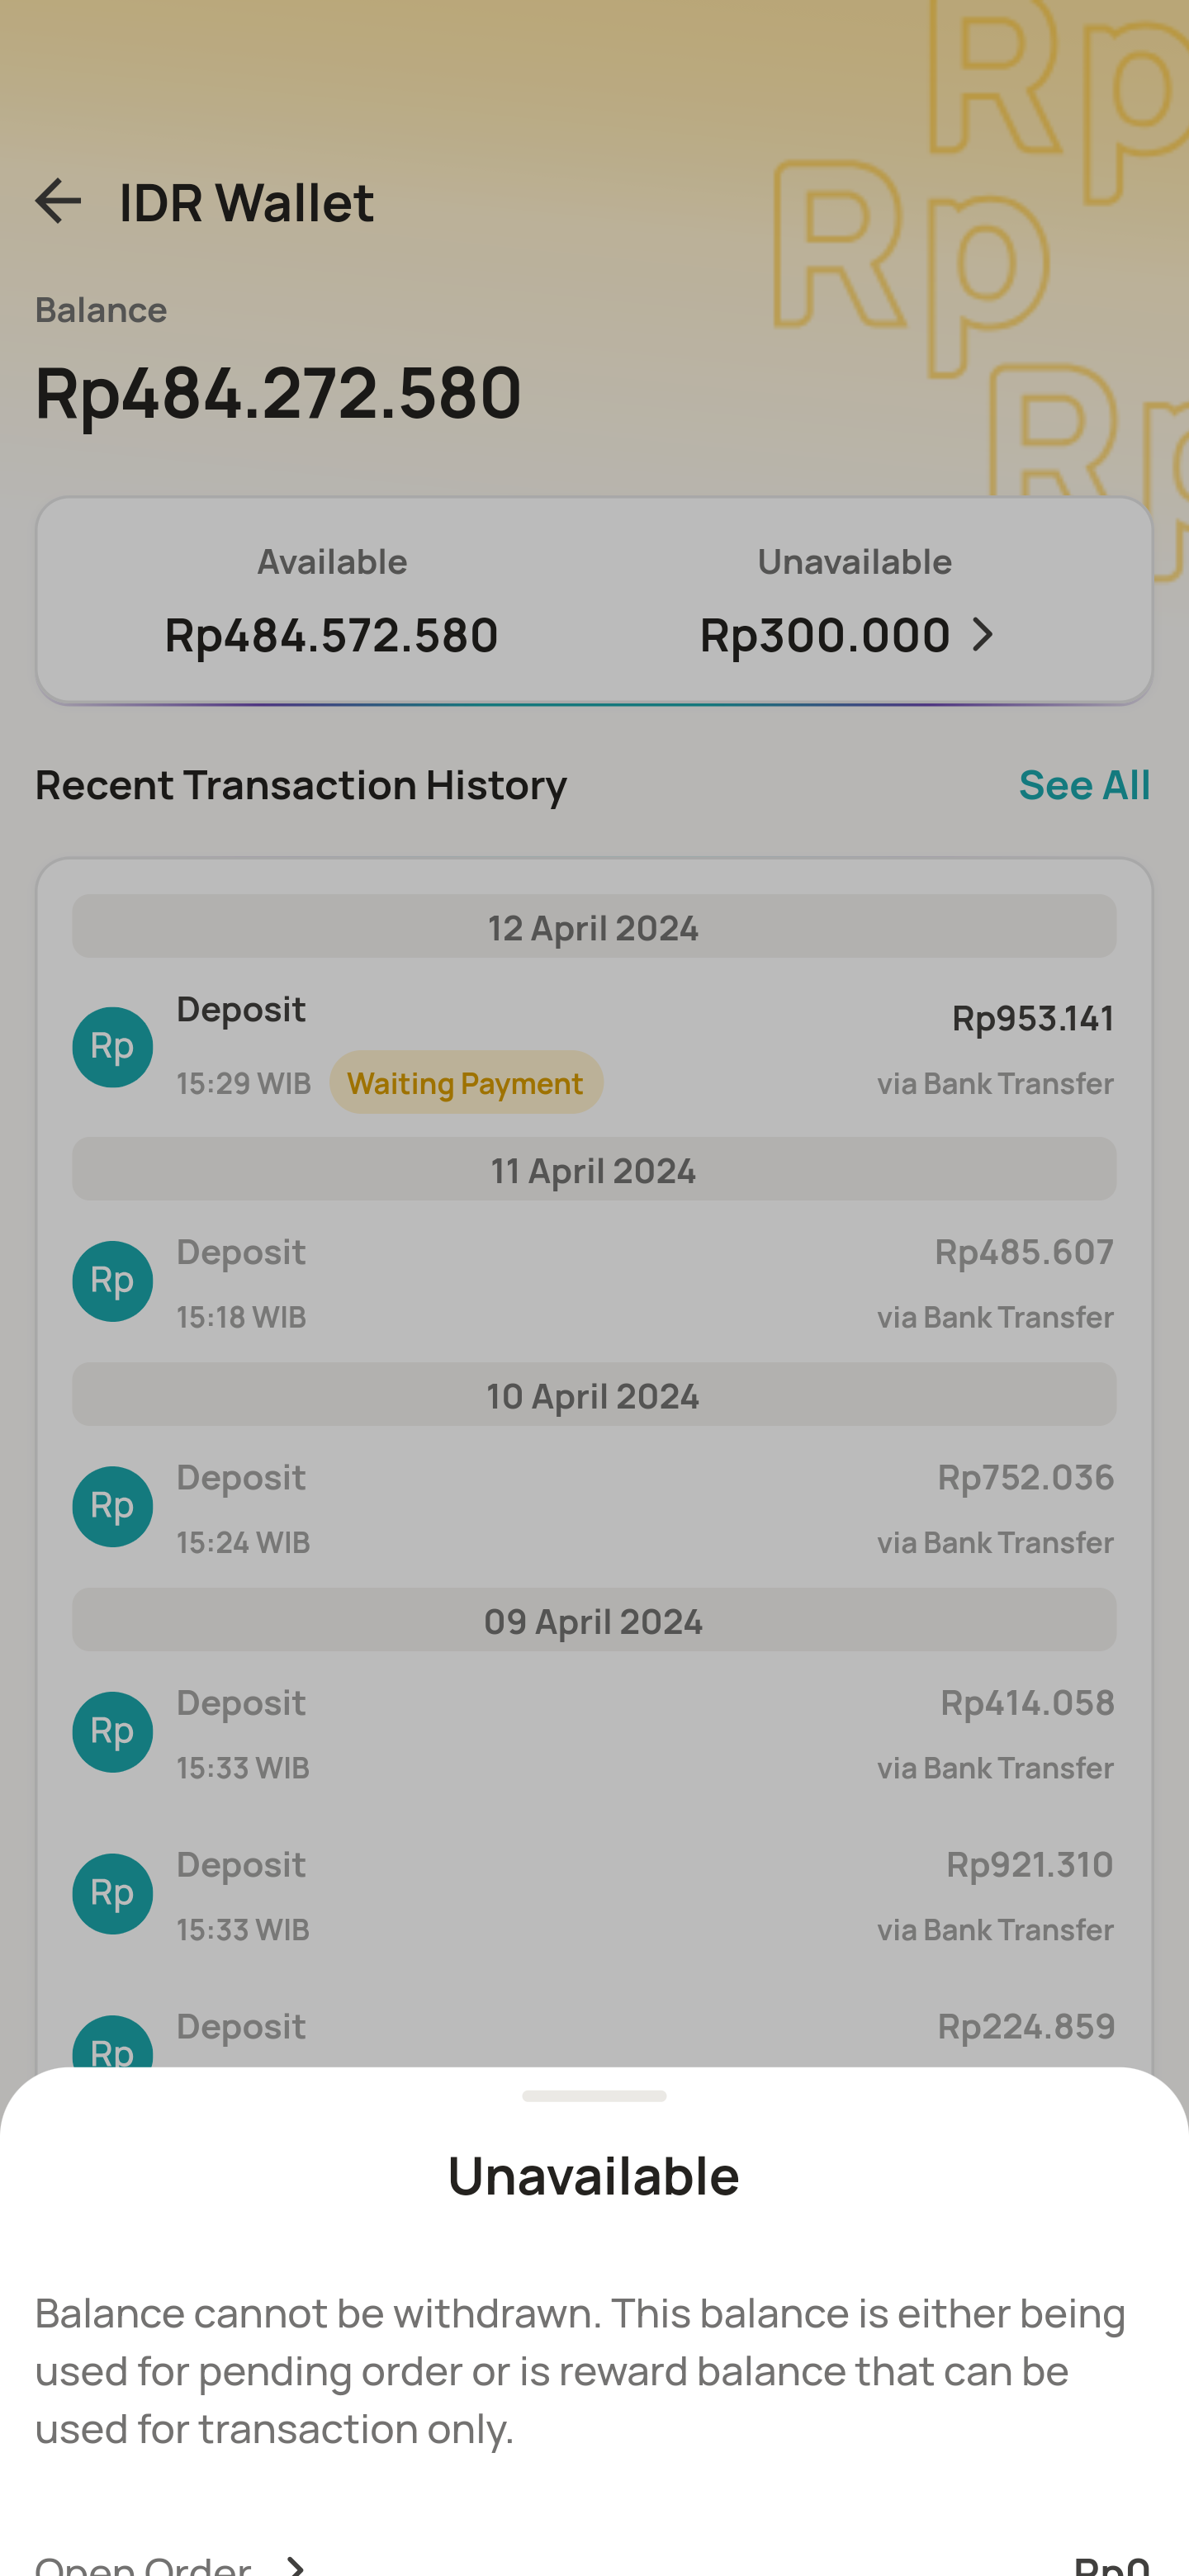 IDR Wallet
Balance
Rp484.272.580
Rp
Rp
Rp
Available
Unavailable
Rp484.572.580
Rp300.000
Recent Transaction History
See All
12 April 2024
Rp
Deposit
Rp953.141
15:29 WIB
Waiting Payment
via Bank Transfer
11 April 2024
Rp
Deposit
Rp485.607
15:18 WIB
via Bank Transfer
10 April 2024
Rp
Deposit
Rp752.036
15:24 WIB
via Bank Transfer
09 April 2024
Rp
Deposit
Rp414.058
15:33 WIB
via Bank Transfer
Rp
Deposit
Rp921.310
15:33 WIB
via Bank Transfer
Rp
Deposit
Rp224.859
Unavailable
Balance cannot be withdrawn. This balance is either being
used for pending order or is reward balance that can be
used for transaction only.
Open Order
Rp0